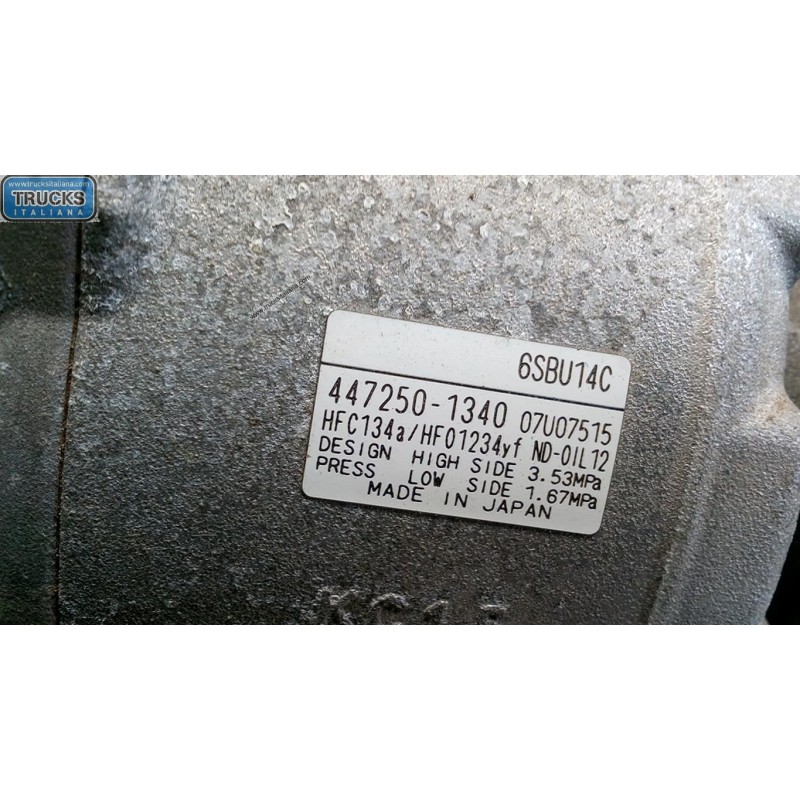 www.trucksitaliana.com
TRUCKS
ITALIANA
6SBU14C
447250-1340 07U07515
HFC134a/HFO1234yf ND-OIL12
DESIGN HIGH SIDE 3.53MPa
PRESS LOW SIDE 1.67MPa
MADE IN JAPAN